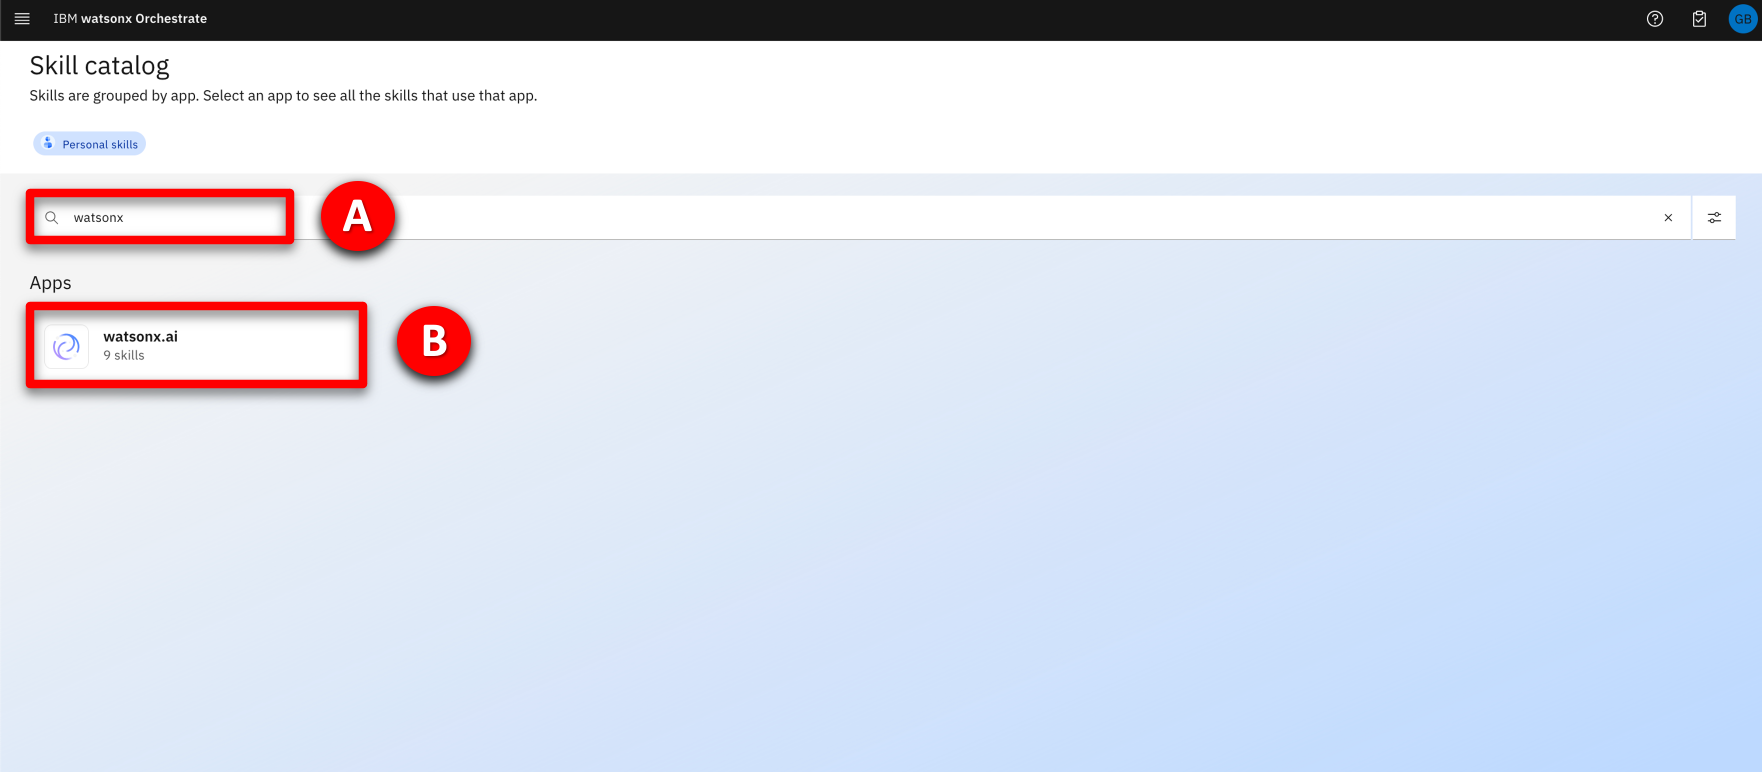 IBM watsonx Orchestrate
GB
Skill catalog
Skills are grouped by app. Select an app to see all the skills that use that app.
Personal skills
watsonx
A
Apps
watsonx.ai
9 skills
B